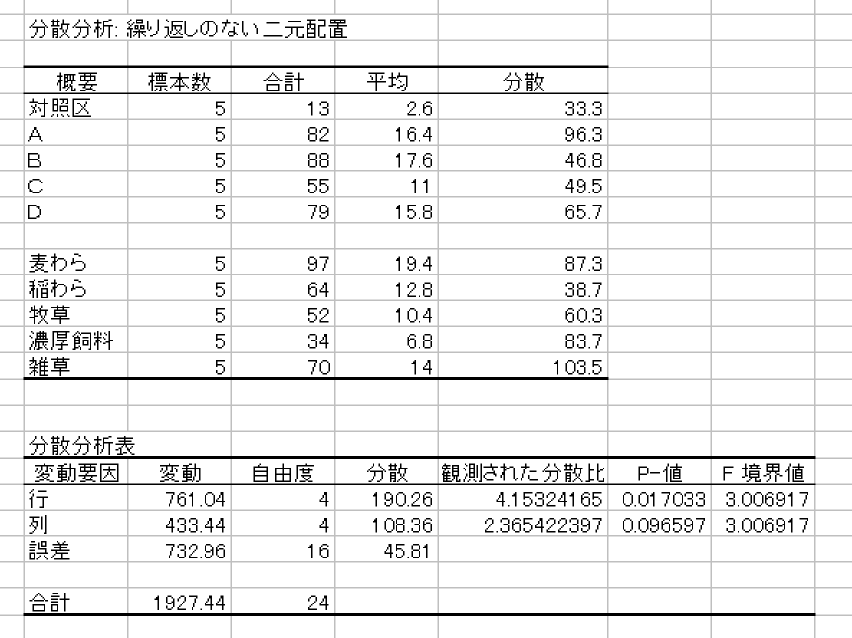 分散分析: 繰り返しのない二元配置
概要 標本数 合計 平均 分散
対照区 5 13 2.6 33.3
A 5 82 16.4 96.3
B 5 88 17.6 46.8
C 5 55 11 49.5
D 5 79 15.8 65.7
麦わら 5 97 19.4 87.3
稲わら 5 64 12.8 38.7
牧草 5 52 10.4 60.3
濃厚飼料 5 34 6.8 83.7
雑草 5 70 14 103.5
分散分析表
変動要因 変動 自由度 分散 観測された分散比 P-値 F 境界値
行 761.04 4 190.26 4.15324165 0.017033 3.006917
列 433.44 4 108.36 2.365422397 0.096597 3.006917
誤差 732.96 16 45.81
合計 1927.44 24